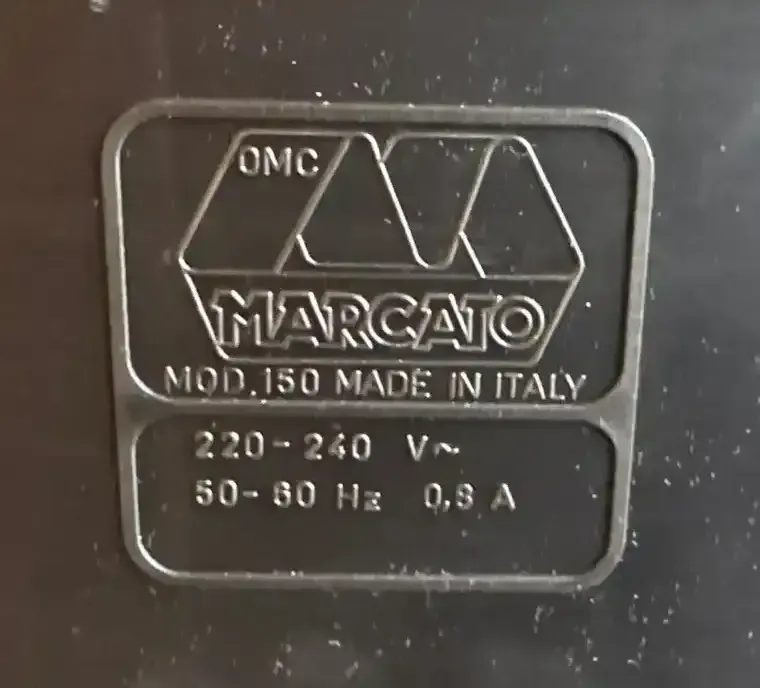 OMC
MARCATO
MOD.150 MADE IN ITALY
220-240 V~
50-60 Hz 0,8 A